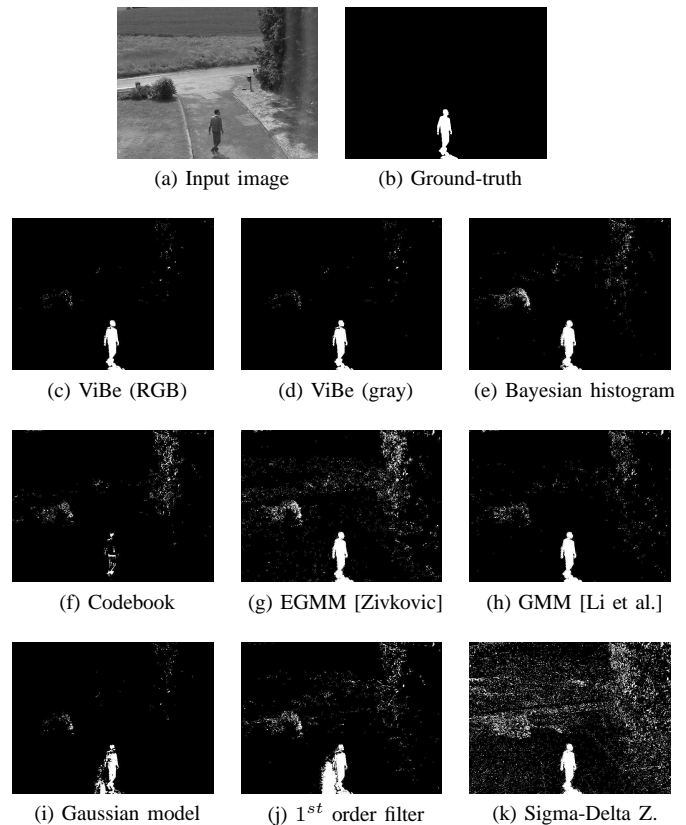 (a) Input image
(b) Ground-truth
(c) ViBe (RGB)
(d) ViBe (gray)
(e) Bayesian histogram
(f) Codebook
(g) EGMM [Zivkovic]
(h) GMM [Li et al.]
(i) Gaussian model
(j) 1st order filter
(k) Sigma-Delta Z.